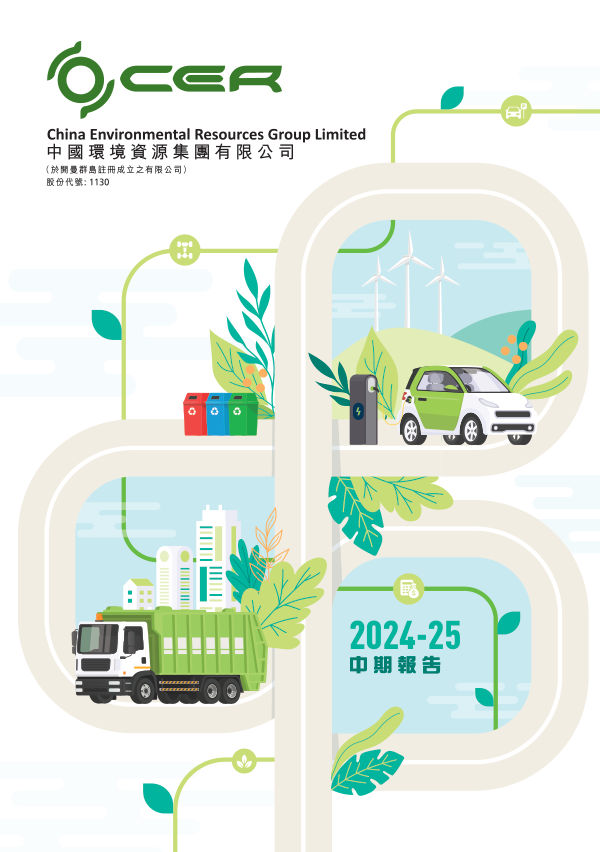 CER
China Environmental Resources Group Limited
中國環境資源集團有限公司
(於開曼群島註冊成立之有限公司)
股份代號: 1130
2024-25
中期報告